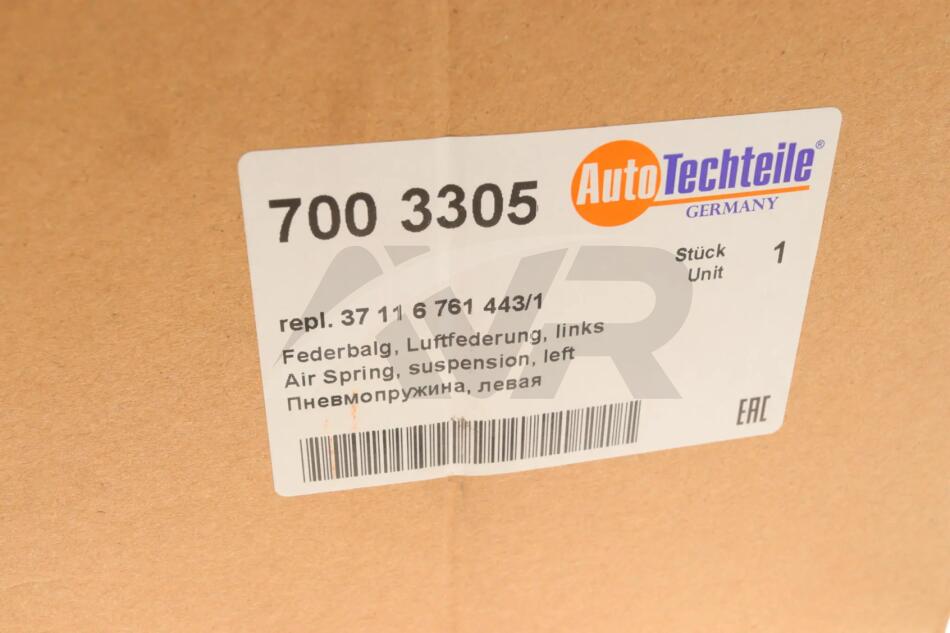 700 3305
AutoTechteile®
GERMANY
Stück 1
Unit
repl. 37 11 6 761 443/1
Federbalg, Luftfederung, links
Air Spring, suspension, left
Пневмопружина, левая
EAC
AVR